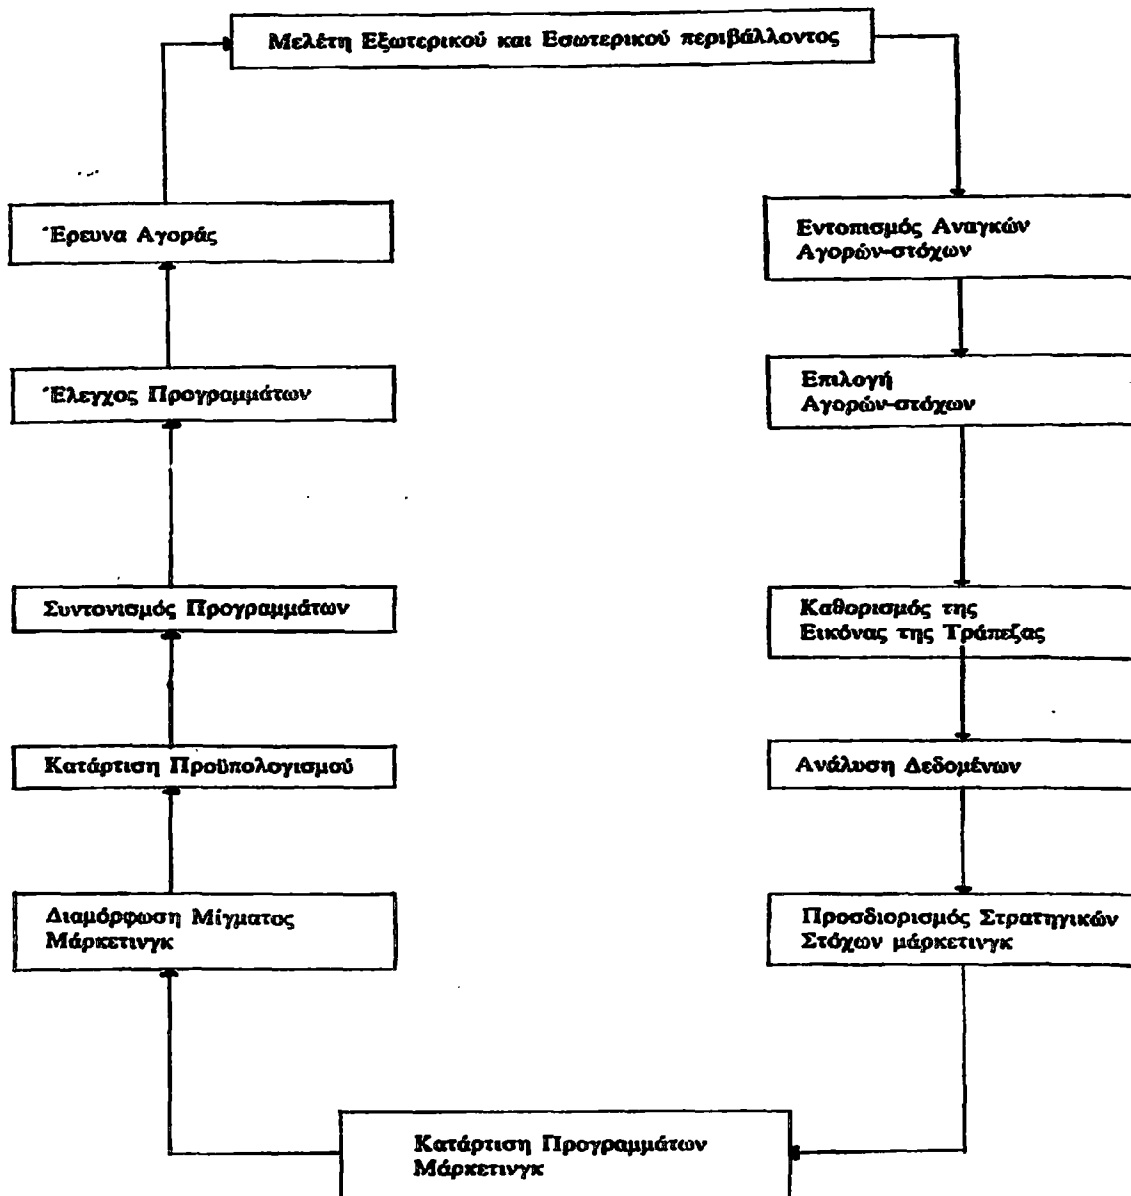 Μελέτη Εξωτερικού και Εσωτερικού περιβάλλοντος
Έρευνα Αγοράς
Εντοπισμός Αναγκών
Αγορών-στόχων
Έλεγχος Προγραμμάτων
Επιλογή
Αγορών-στόχων
Συντονισμός Προγραμμάτων
Καθορισμός της
Εικόνας της Τράπεζας
Κατάρτιση Προϋπολογισμού
Ανάλυση Δεδομένων
Διαμόρφωση Μίγματος
Μάρκετινγκ
Προσδιορισμός Στρατηγικών
Στόχων μάρκετινγκ
Κατάρτιση Προγραμμάτων
Μάρκετινγκ